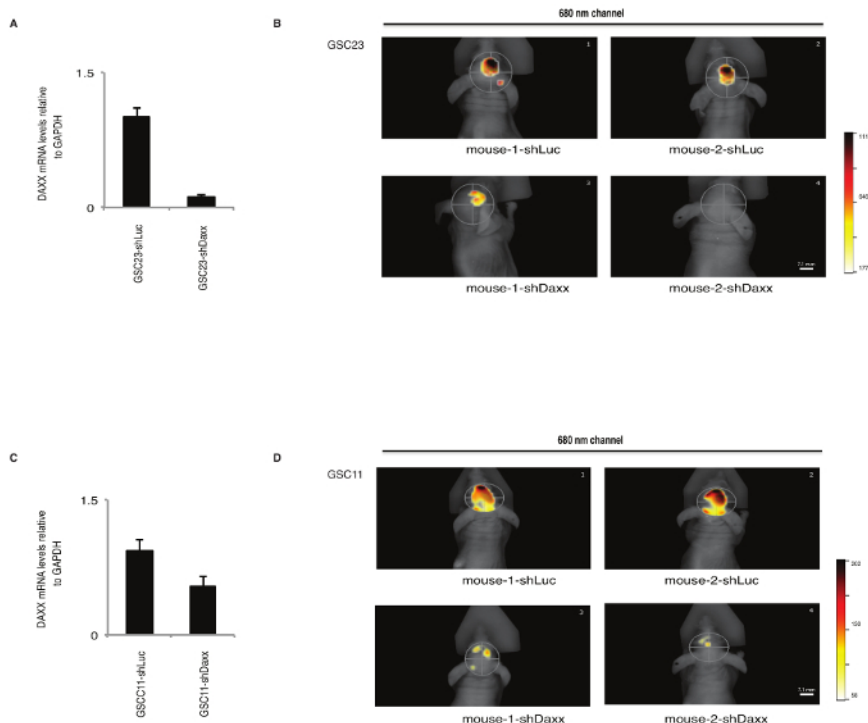 A
1.5
0
DAXX mRNA levels relative
to GAPDH
GSC23-shLuc
GSC23-shDaxx
B
680 nm channel
GSC23
1
mouse-1-shLuc
2
mouse-2-shLuc
3
mouse-1-shDaxx
4
mouse-2-shDaxx
C
1.5
0
DAXX mRNA levels relative
to GAPDH
GSCC11-shLuc
GSC11-shDaxx
D
680 nm channel
GSC11
1
mouse-1-shLuc
2
mouse-2-shLuc
3
mouse-1-shDaxx
4
mouse-2-shDaxx